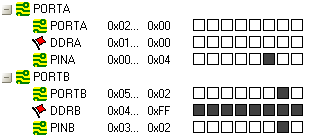 PORTA
PORTA 0x02... 0x00
DDRA 0x01... 0x00
PINA 0x00... 0x04
PORTB
PORTB 0x05... 0x02
DDRB 0x04... 0xFF
PINB 0x03... 0x02